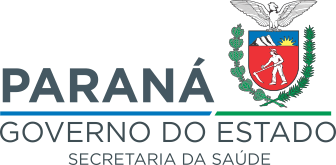 PARANÁ
GOVERNO DO ESTADO
SECRETARIA DA SAÚDE